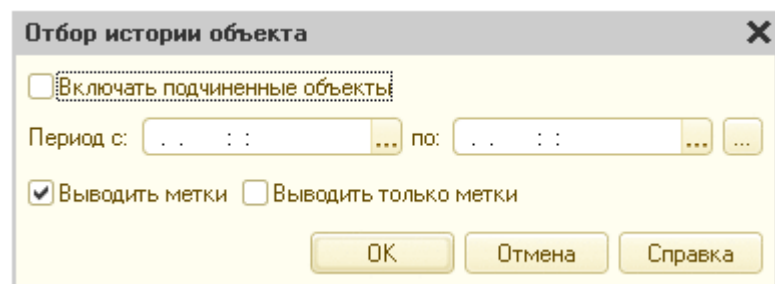 Отбор истории объекта
Включать подчиненные объекты
Период с: . . : : ... по: . . : : ... ...
Выводить метки Выводить только метки
OK Отмена Справка